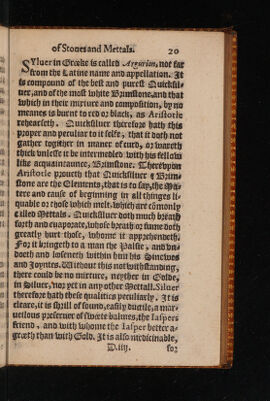 of Stones and Mettals. 20
SYluer in Græke is called Argurion, not far
from the Latine name and appellation. It
is compound of the best and purest Quicksil-
uer, and of the most white Brimstone, and that
which in their mixture and composition, by no
meanes is burnt to red or black, as Aristotle
rehearseth. Quicksiluer therefore hath this
proper and peculiar to it selfe, that it doth not
gather together in maner of curd, or wareth
thick vnlesse it be intermedled with his fellow
like acquaintaunce, Brimstone. Therevpon
Aristotle proueth that Quicksiluer & Brim-
stone are the Elementes, that is to say, the Ma-
tere and cause of beginning in all thinges li-
quable or those which melt, which are cõmonly
called Mettals. Quicksiluer doth much breath
forth and euaporate, whose breath or fume doth
greatly hurt those, whome it apprehendeth.
For it bringeth to a man the Palsie, and vn-
doeth and loseneth within him his Sinewes
and Joyntes. Without this notwithstanding,
there could be no mixture, neyther in Golde,
in Siluer, nor yet in any other Mettall. Siluer
therefore hath these qualities peculiarly. It is
cleare, it is shrill of sound, easily ductile, a mar-
ueilous preseruer of sweete balmes, the Jaspers
friend, and with whome the Jasper better a-
greeth than with Gold. It is also medicinable,
D.iiij. for